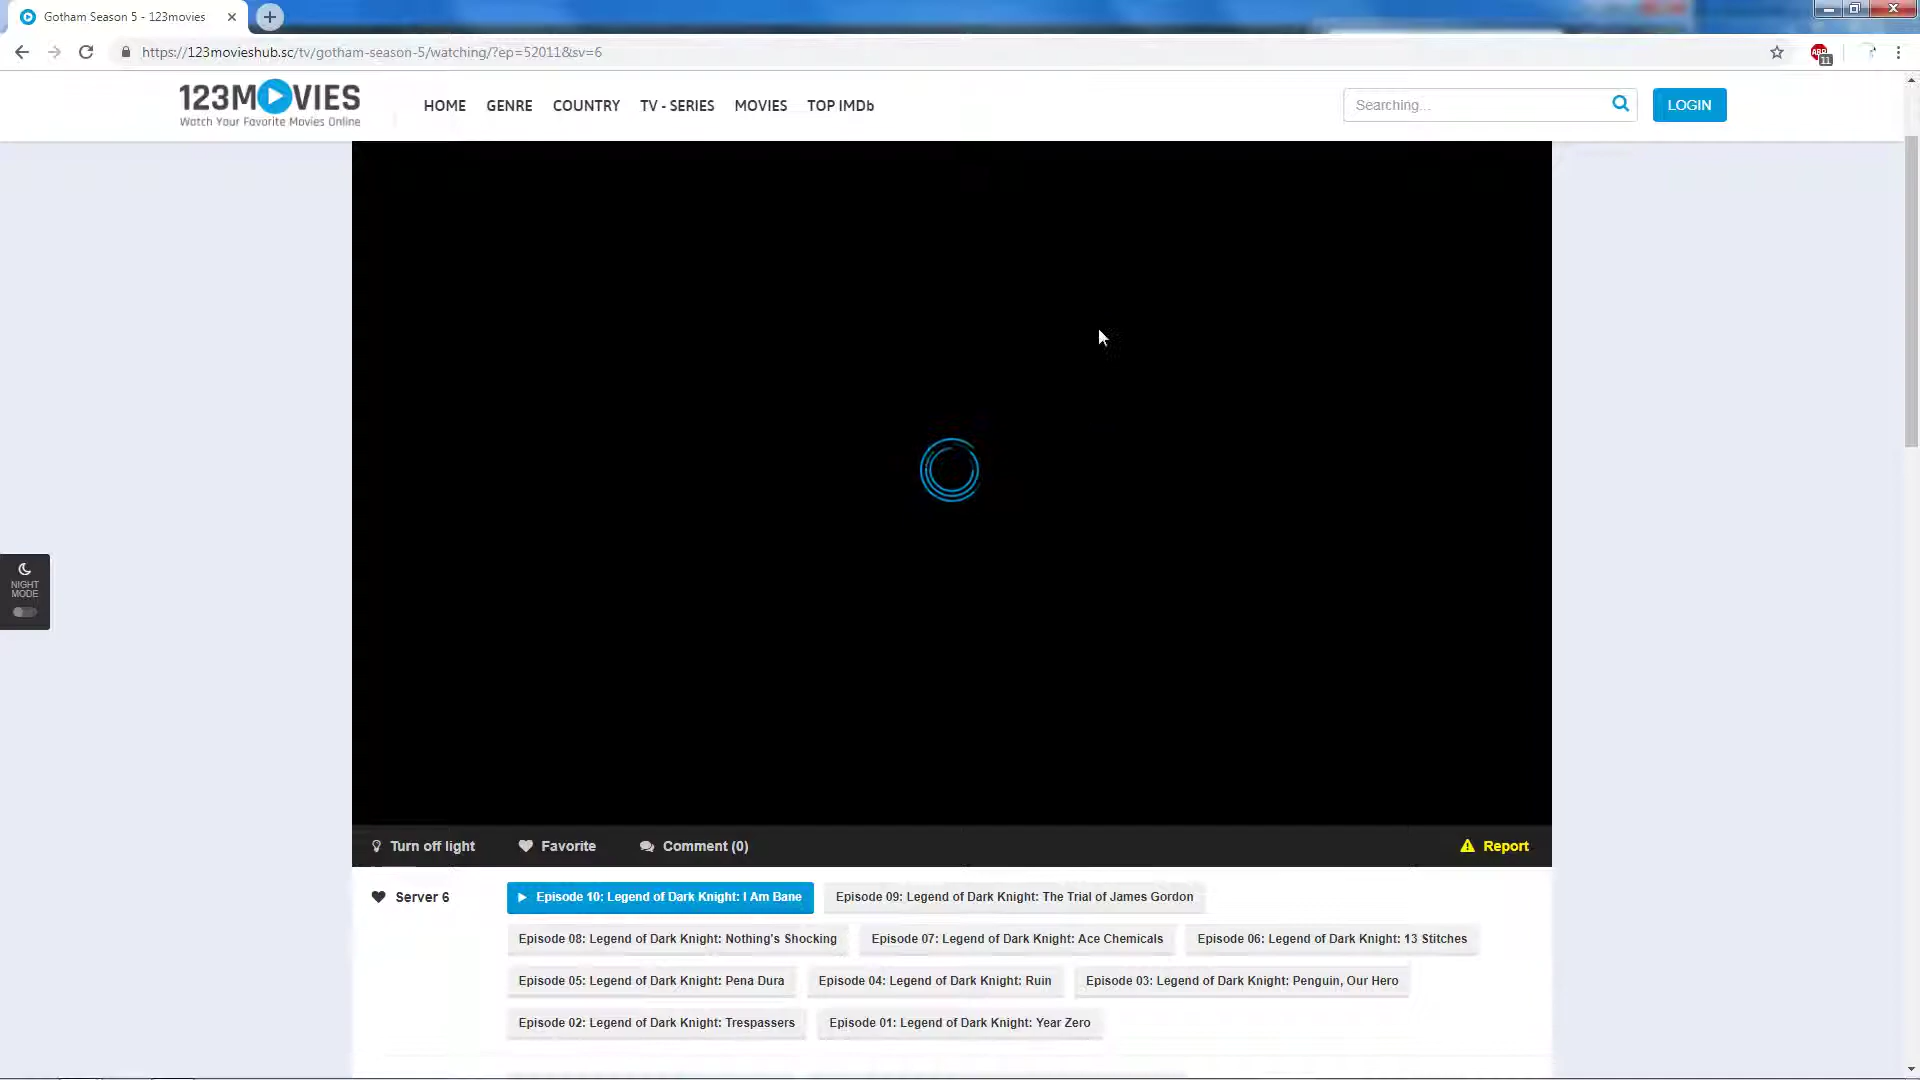 Gotham Season 5 - 123movies
https://123movieshub.sc/tv/gotham-season-5/watching/?ep=52011&sv=6
ABP
11
123MOVIES
Watch Your Favorite Movies Online
HOME
GENRE
COUNTRY
TV - SERIES
MOVIES
TOP IMDb
Searching...
LOGIN
NIGHT
MODE
Turn off light
Favorite
Comment (0)
Report
Server 6
Episode 10: Legend of Dark Knight: I Am Bane
Episode 09: Legend of Dark Knight: The Trial of James Gordon
Episode 08: Legend of Dark Knight: Nothing's Shocking
Episode 07: Legend of Dark Knight: Ace Chemicals
Episode 06: Legend of Dark Knight: 13 Stitches
Episode 05: Legend of Dark Knight: Pena Dura
Episode 04: Legend of Dark Knight: Ruin
Episode 03: Legend of Dark Knight: Penguin, Our Hero
Episode 02: Legend of Dark Knight: Trespassers
Episode 01: Legend of Dark Knight: Year Zero